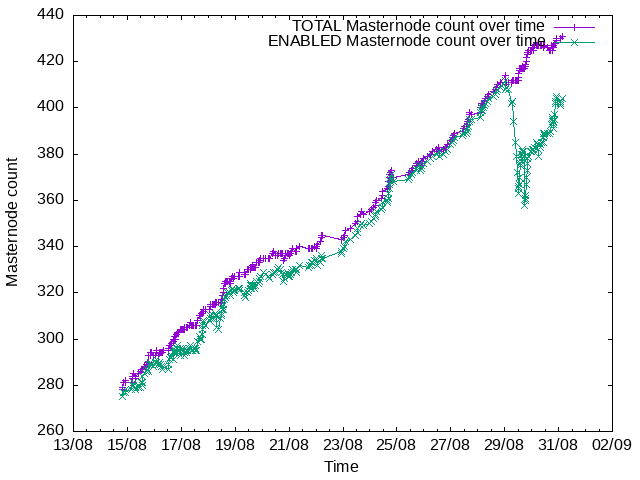 TOTAL Masternode count over time
ENABLED Masternode count over time
440
420
400
380
360
340
320
300
280
260
Masternode count
13/08 15/08 17/08 19/08 21/08 23/08 25/08 27/08 29/08 31/08 02/09
Time